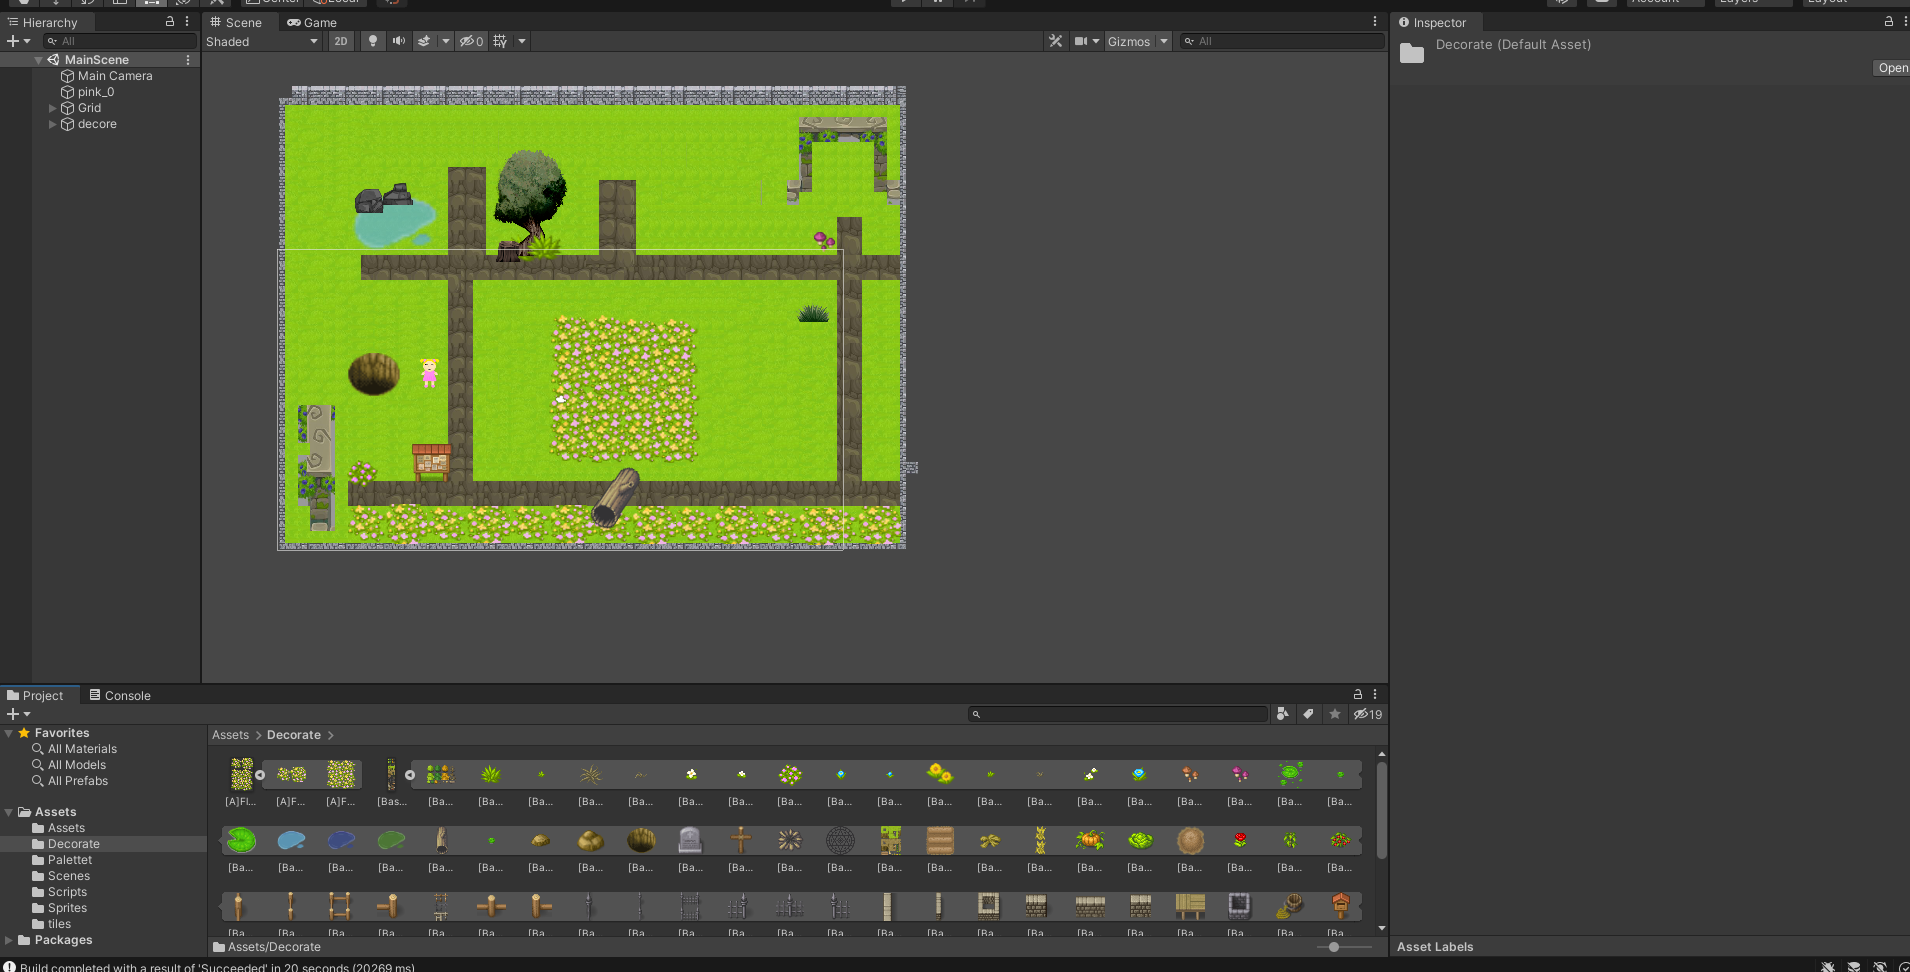 Center Local
Account Layers Layout
Hierarchy
All
MainScene
Main Camera
pink_0
Grid
decore
Scene Game
Shaded 2D 0 Gizmos All
Inspector
Decorate (Default Asset)
Open
Project Console
19
Favorites
All Materials
All Models
All Prefabs
Assets
Assets
Decorate
Palettet
Scenes
Scripts
Sprites
tiles
Packages
Assets > Decorate >
[A]Fl... [A]F... [A]F... [Bas... [Ba... [Ba... [Ba... [Ba... [Ba... [Ba... [Ba... [Ba... [Ba... [Ba... [Ba... [Ba... [Ba... [Ba... [Ba... [Ba... [Ba... [Ba... [Ba...
[Ba... [Ba... [Ba... [Ba... [Ba... [Ba... [Ba... [Ba... [Ba... [Ba... [Ba... [Ba... [Ba... [Ba... [Ba... [Ba... [Ba... [Ba... [Ba... [Ba... [Ba... [Ba... [Ba...
[Ba [Ba [Ba [Ba [Ba [Ba [Ba [Ba [Ba [Ba [Ba [Ba [Ba [Ba [Ba [Ba [Ba [Ba [Ba [Ba [Ba [Ba [Ba
Assets/Decorate
Asset Labels
Build completed with a result of 'Succeeded' in 20 seconds (20269 ms)